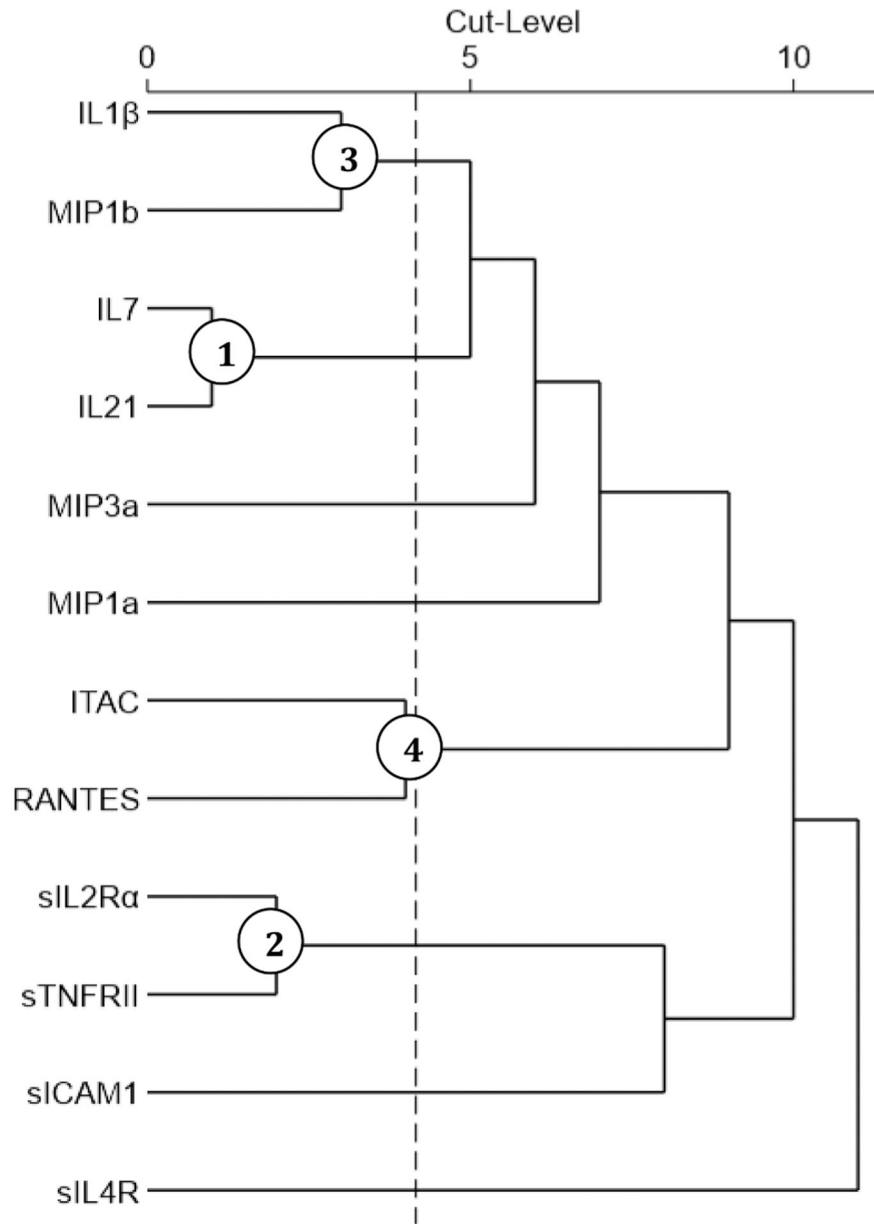 Cut-Level
0 5 10
IL1β
3
MIP1b
IL7
1
IL21
MIP3a
MIP1a
ITAC
4
RANTES
sIL2Rα
2
sTNFRII
sICAM1
sIL4R